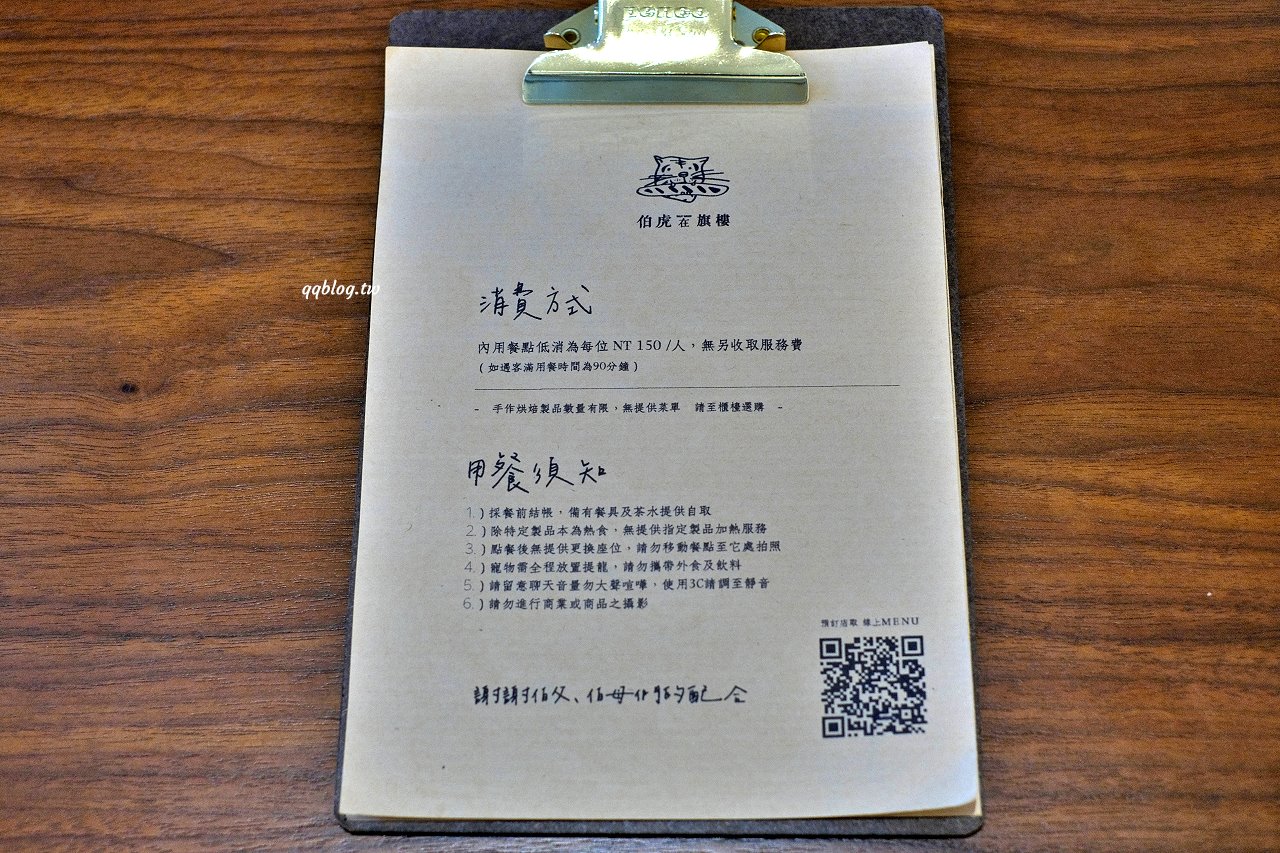 伯虎在旗樓
qqblog.tw
消費方式
內用餐點低消為每位 NT 150 /人，無另收取服務費
( 如遇客滿用餐時間為90分鐘 )
- 手作烘焙製品數量有限，無提供菜單 請至櫃檯選購 -
用餐須知
1. ) 採餐前結帳，備有餐具及茶水提供自取
2. ) 除特定製品本為熱食，無提供指定製品加熱服務
3. ) 點餐後無提供更換座位，請勿移動餐點至它處拍照
4. ) 寵物需全程放置提籠，請勿攜帶外食及飲料
5. ) 請留意聊天音量勿大聲喧嘩，使用3C請調至靜音
6. ) 請勿進行商業或商品之攝影
預訂店取 線上MENU
謝謝伯父、伯母們的配合